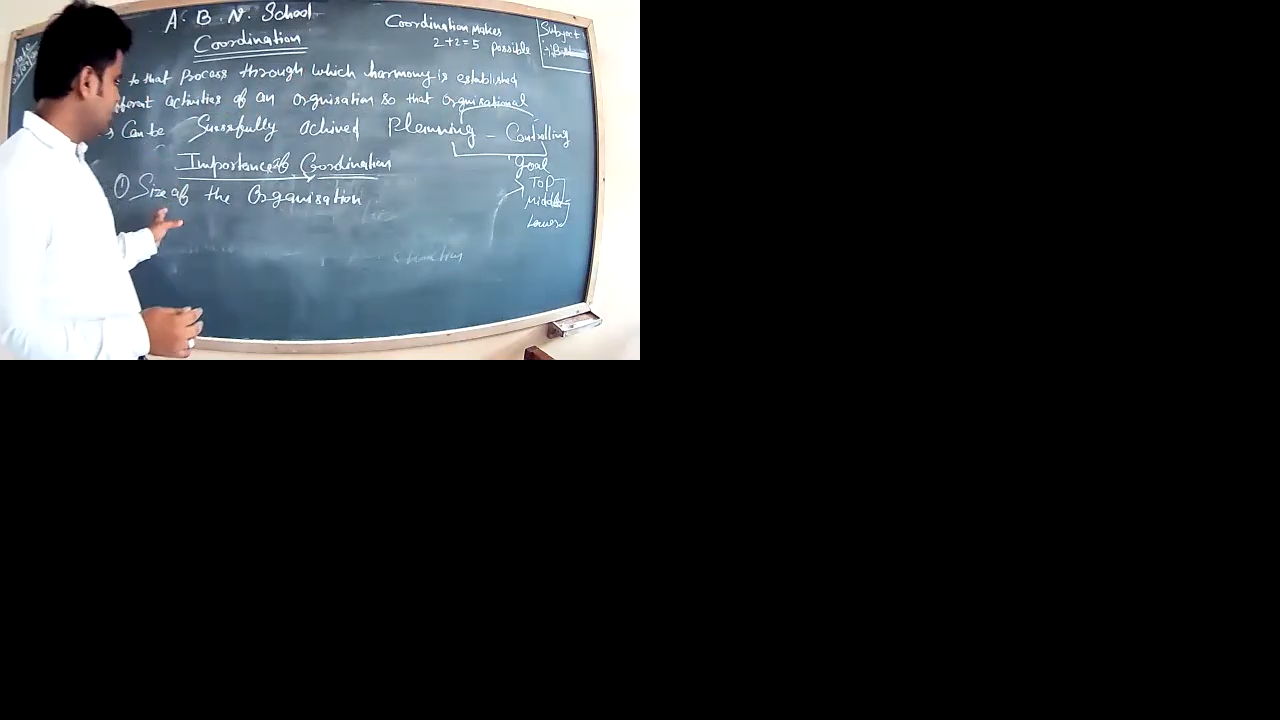 A. B. N. School
Coordination
Coordination Makes
2+2=5 possible
Subject
to that process through which harmony is established
activities of an orgnisation so that orgnisational
Can be Sucessfully achived Planning - Controlling
Importance of Coordination
Goal
① Size of the Organisation
Top
Middle
Lower